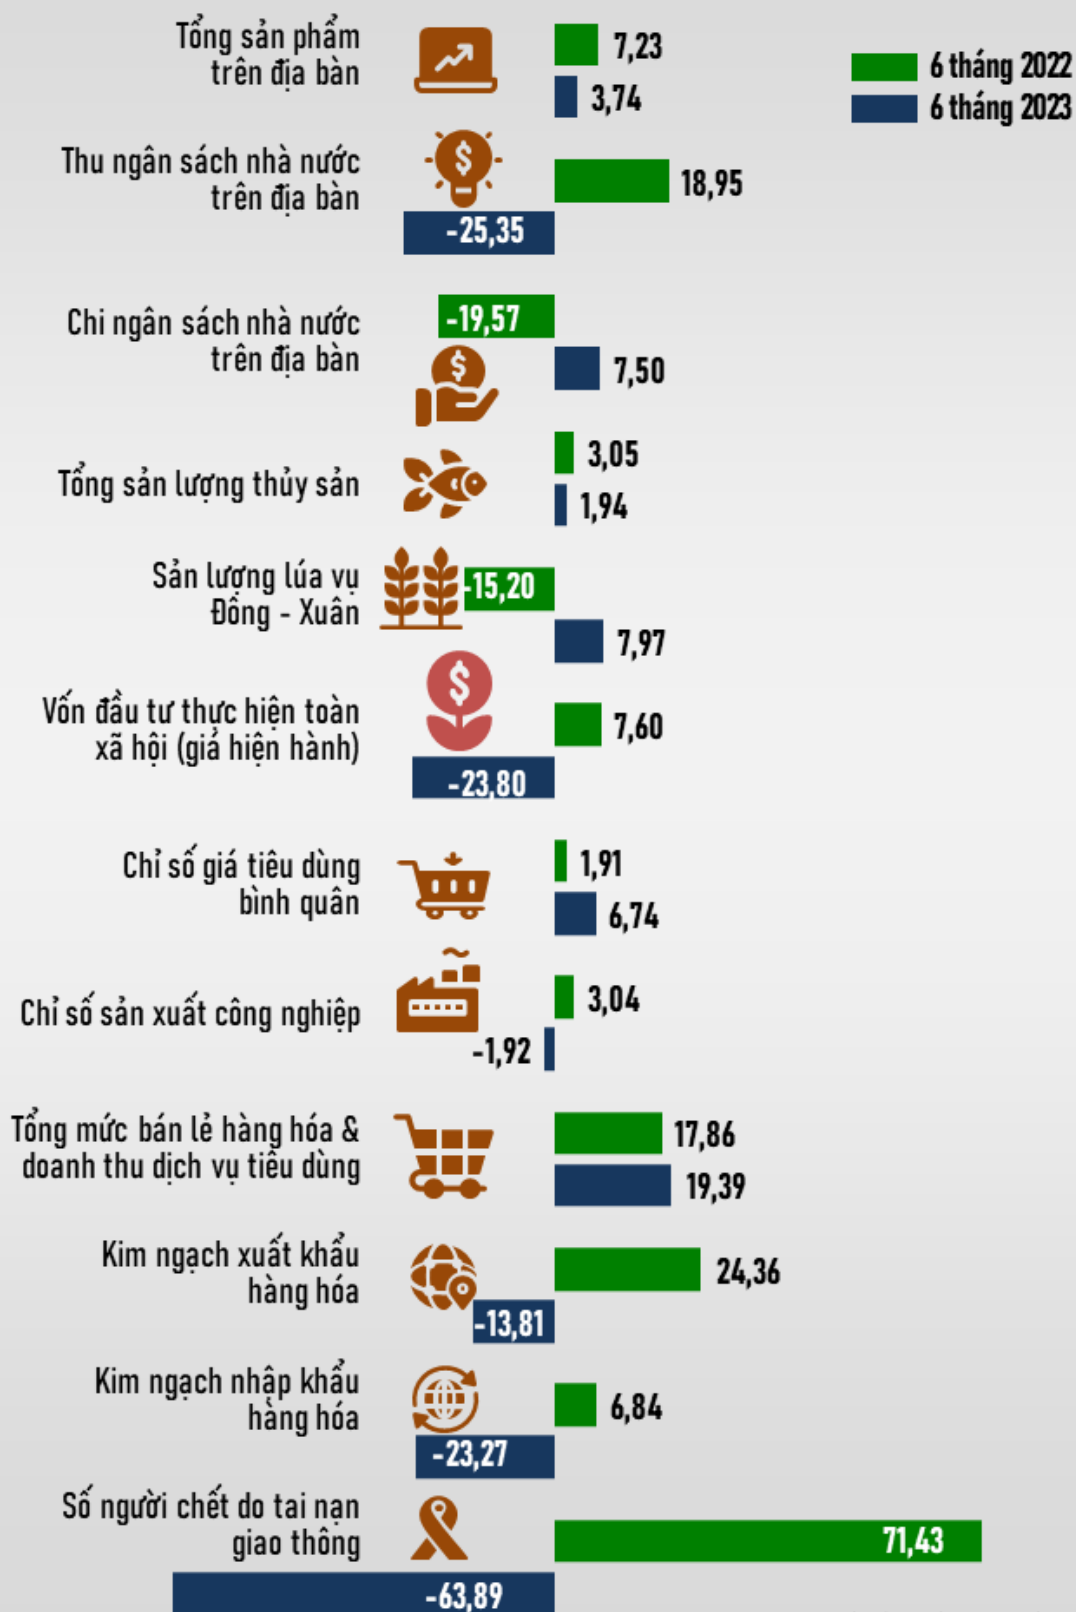 Tổng sản phẩm
trên địa bàn
7,23
3,74
6 tháng 2022
6 tháng 2023
Thu ngân sách nhà nước
trên địa bàn
18,95
-25,35
Chi ngân sách nhà nước
trên địa bàn
-19,57
7,50
Tổng sản lượng thủy sản
3,05
1,94
Sản lượng lúa vụ
Đông - Xuân
-15,20
7,97
Vốn đầu tư thực hiện toàn
xã hội (giá hiện hành)
7,60
-23,80
Chỉ số giá tiêu dùng
bình quân
1,91
6,74
Chỉ số sản xuất công nghiệp
3,04
-1,92
Tổng mức bán lẻ hàng hóa &
doanh thu dịch vụ tiêu dùng
17,86
19,39
Kim ngạch xuất khẩu
hàng hóa
24,36
-13,81
Kim ngạch nhập khẩu
hàng hóa
6,84
-23,27
Số người chết do tai nạn
giao thông
71,43
-63,89